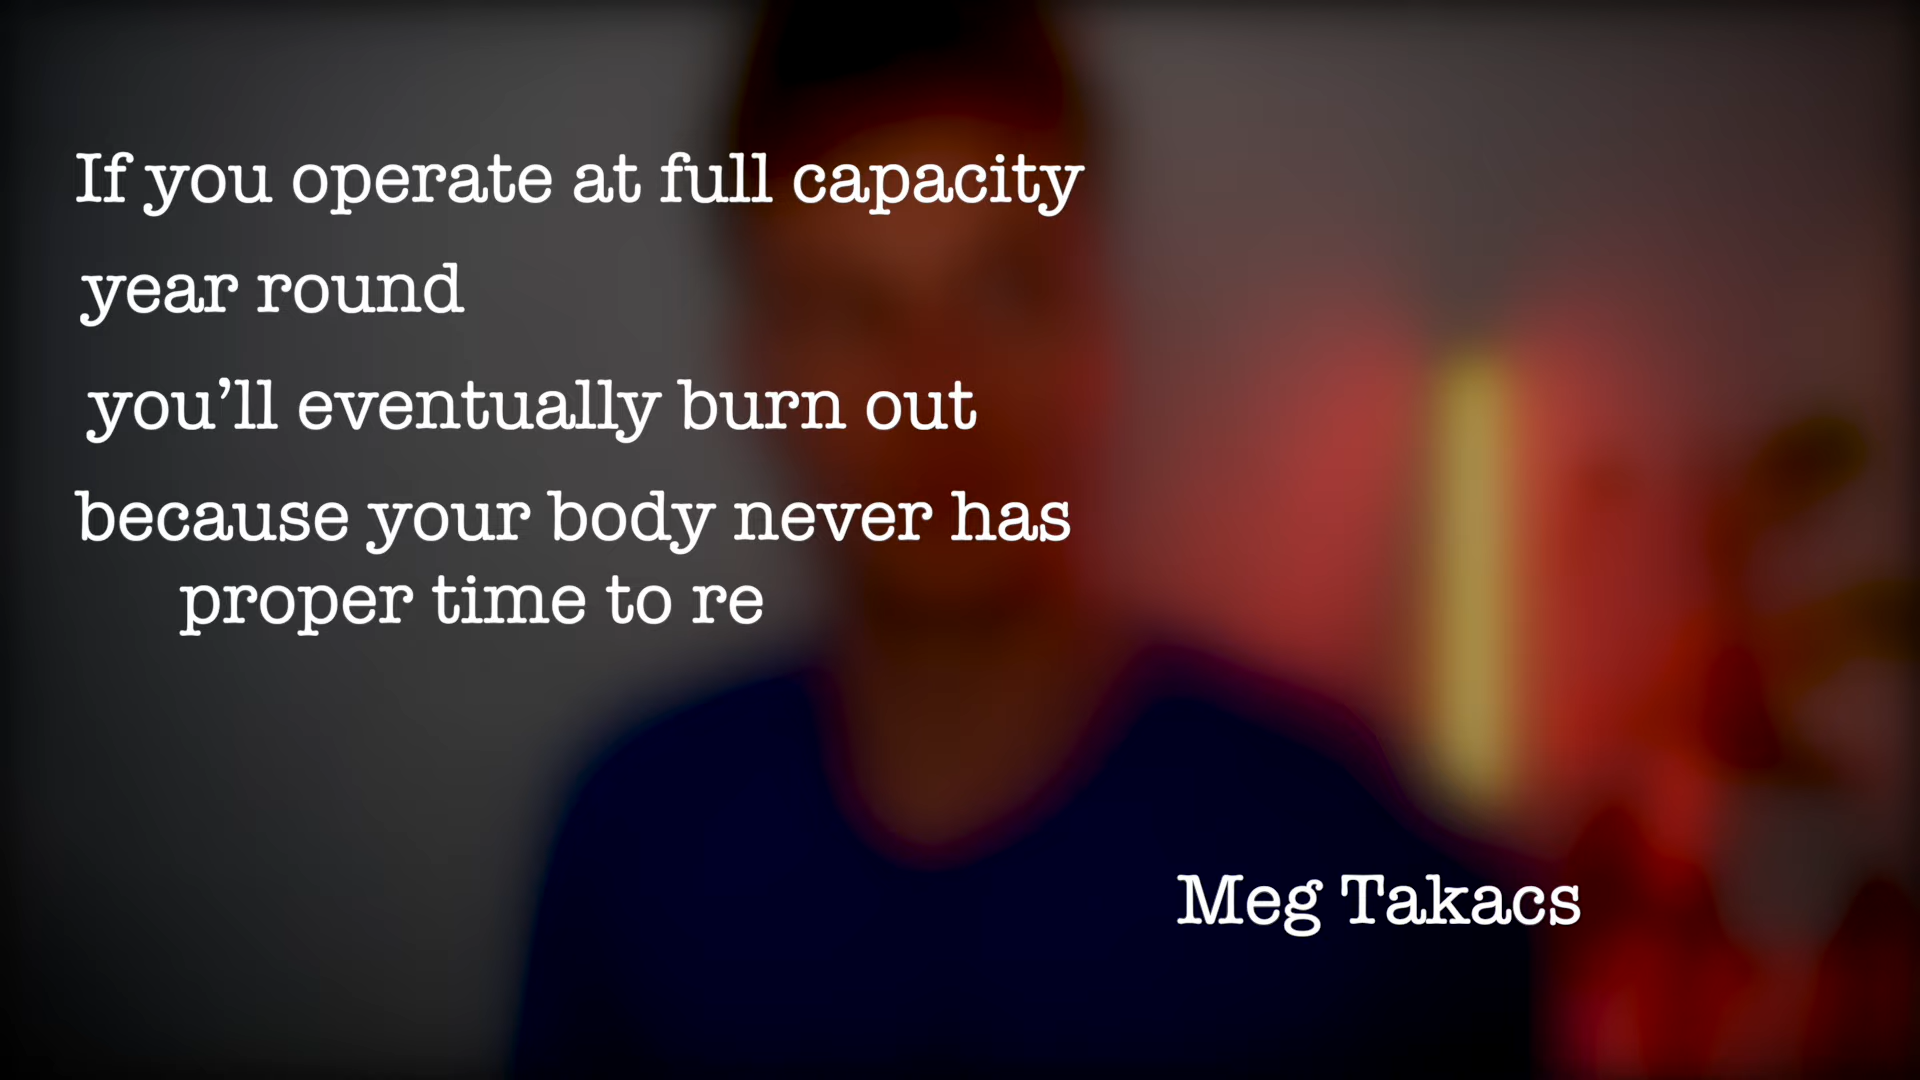 If you operate at full capacity
year round
you’ll eventually burn out
because your body never has
proper time to re
Meg Takacs